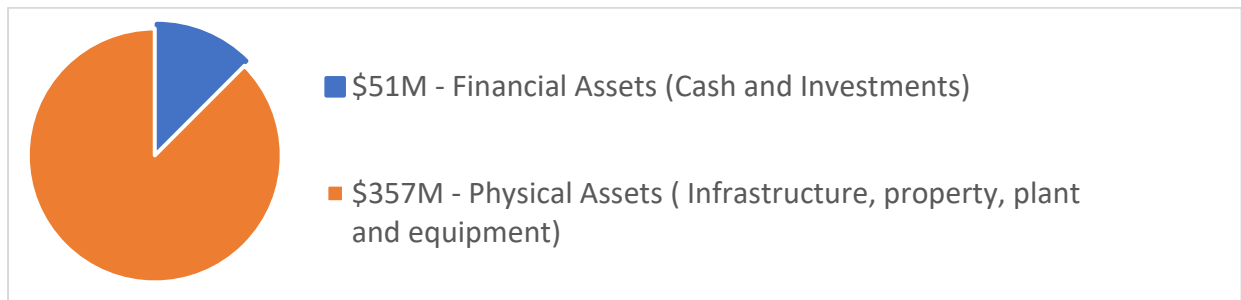 $51M - Financial Assets (Cash and Investments)
$357M - Physical Assets ( Infrastructure, property, plant
and equipment)